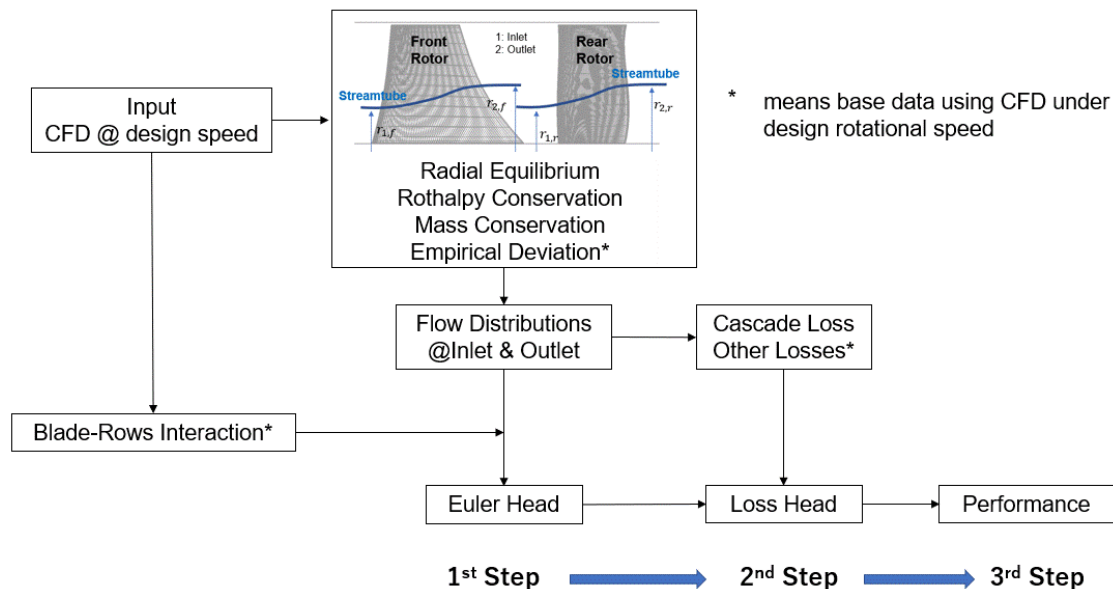 Front
Rotor
1: Inlet
2: Outlet
Rear
Rotor
Streamtube
Streamtube
r₁,f
r₂,f
r₁,r
r₂,r
Input
CFD @ design speed
Radial Equilibrium
Rothalpy Conservation
Mass Conservation
Empirical Deviation*
* means base data using CFD under
design rotational speed
Flow Distributions
@Inlet & Outlet
Cascade Loss
Other Losses*
Blade-Rows Interaction*
Euler Head
Loss Head
Performance
1st Step
2nd Step
3rd Step